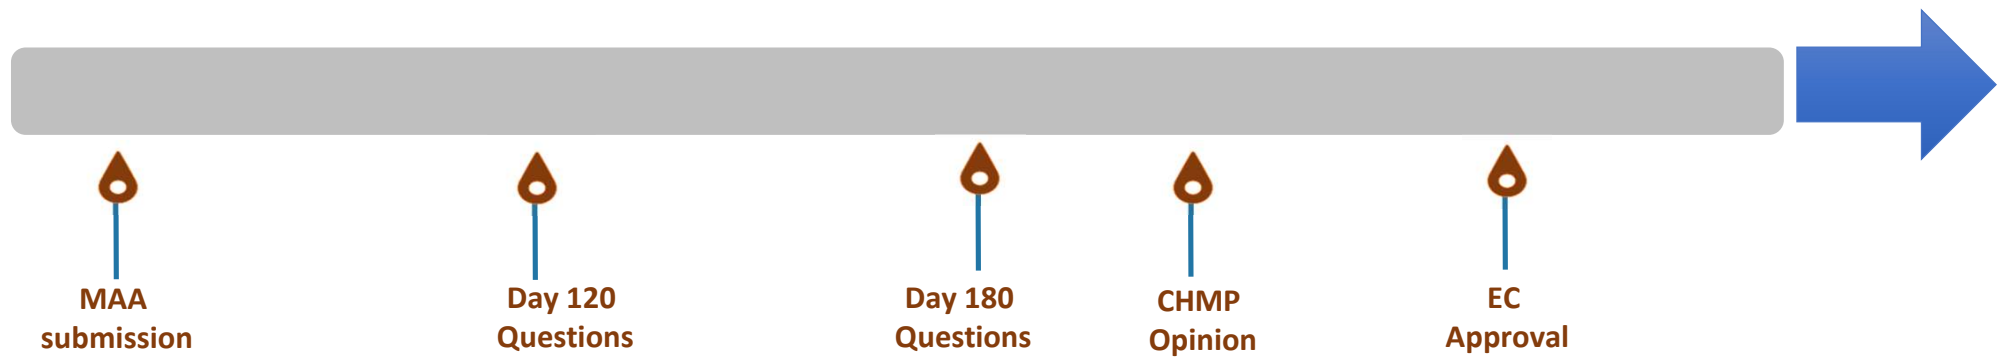 MAA
submission
Day 120
Questions
Day 180
Questions
CHMP
Opinion
EC
Approval